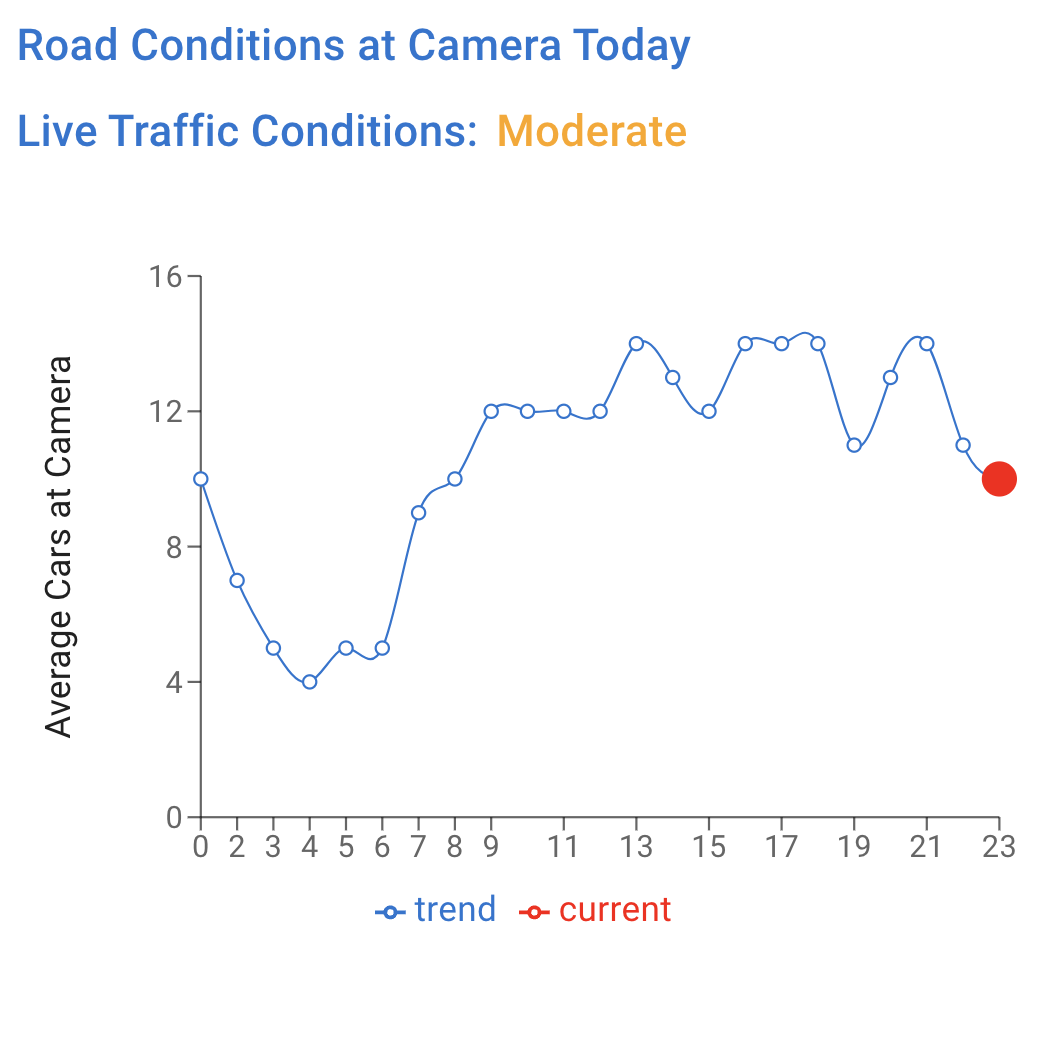 Road Conditions at Camera Today
Live Traffic Conditions: Moderate
Average Cars at Camera
16
12
8
4
0
0 2 3 4 5 6 7 8 9 11 13 15 17 19 21 23
trend current